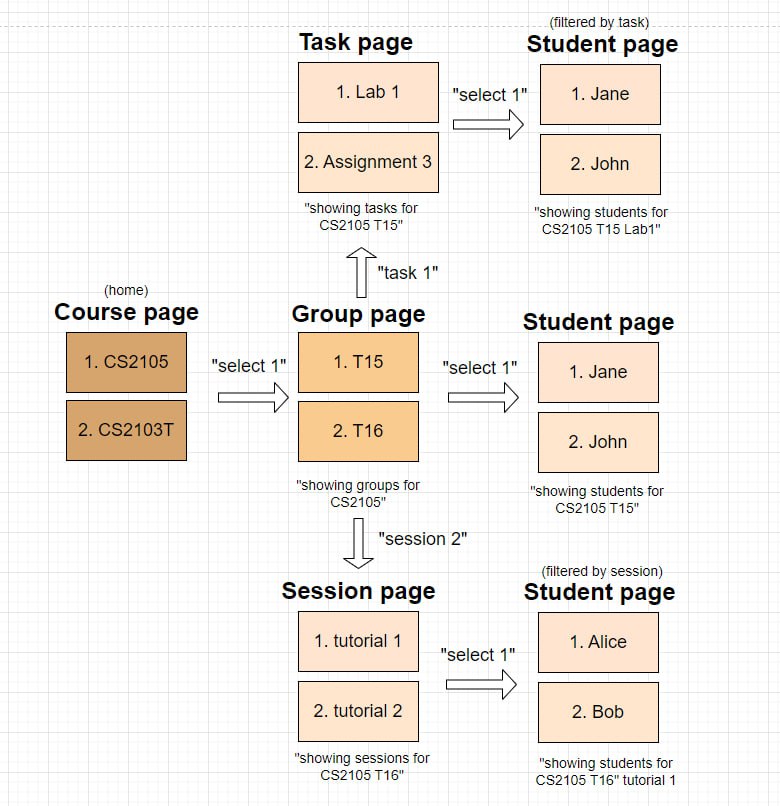 (filtered by task)
Task page
Student page
1. Lab 1
"select 1"
1. Jane
2. Assignment 3
2. John
"showing tasks for
CS2105 T15"
"showing students for
CS2105 T15 Lab1"
"task 1"
(home)
Course page
Group page
Student page
1. CS2105
"select 1"
1. T15
"select 1"
1. Jane
2. CS2103T
2. T16
2. John
"showing groups for
CS2105"
"showing students for
CS2105 T15"
"session 2"
(filtered by session)
Session page
Student page
1. tutorial 1
"select 1"
1. Alice
2. tutorial 2
2. Bob
"showing sessions for
CS2105 T16"
"showing students for
CS2105 T16" tutorial 1